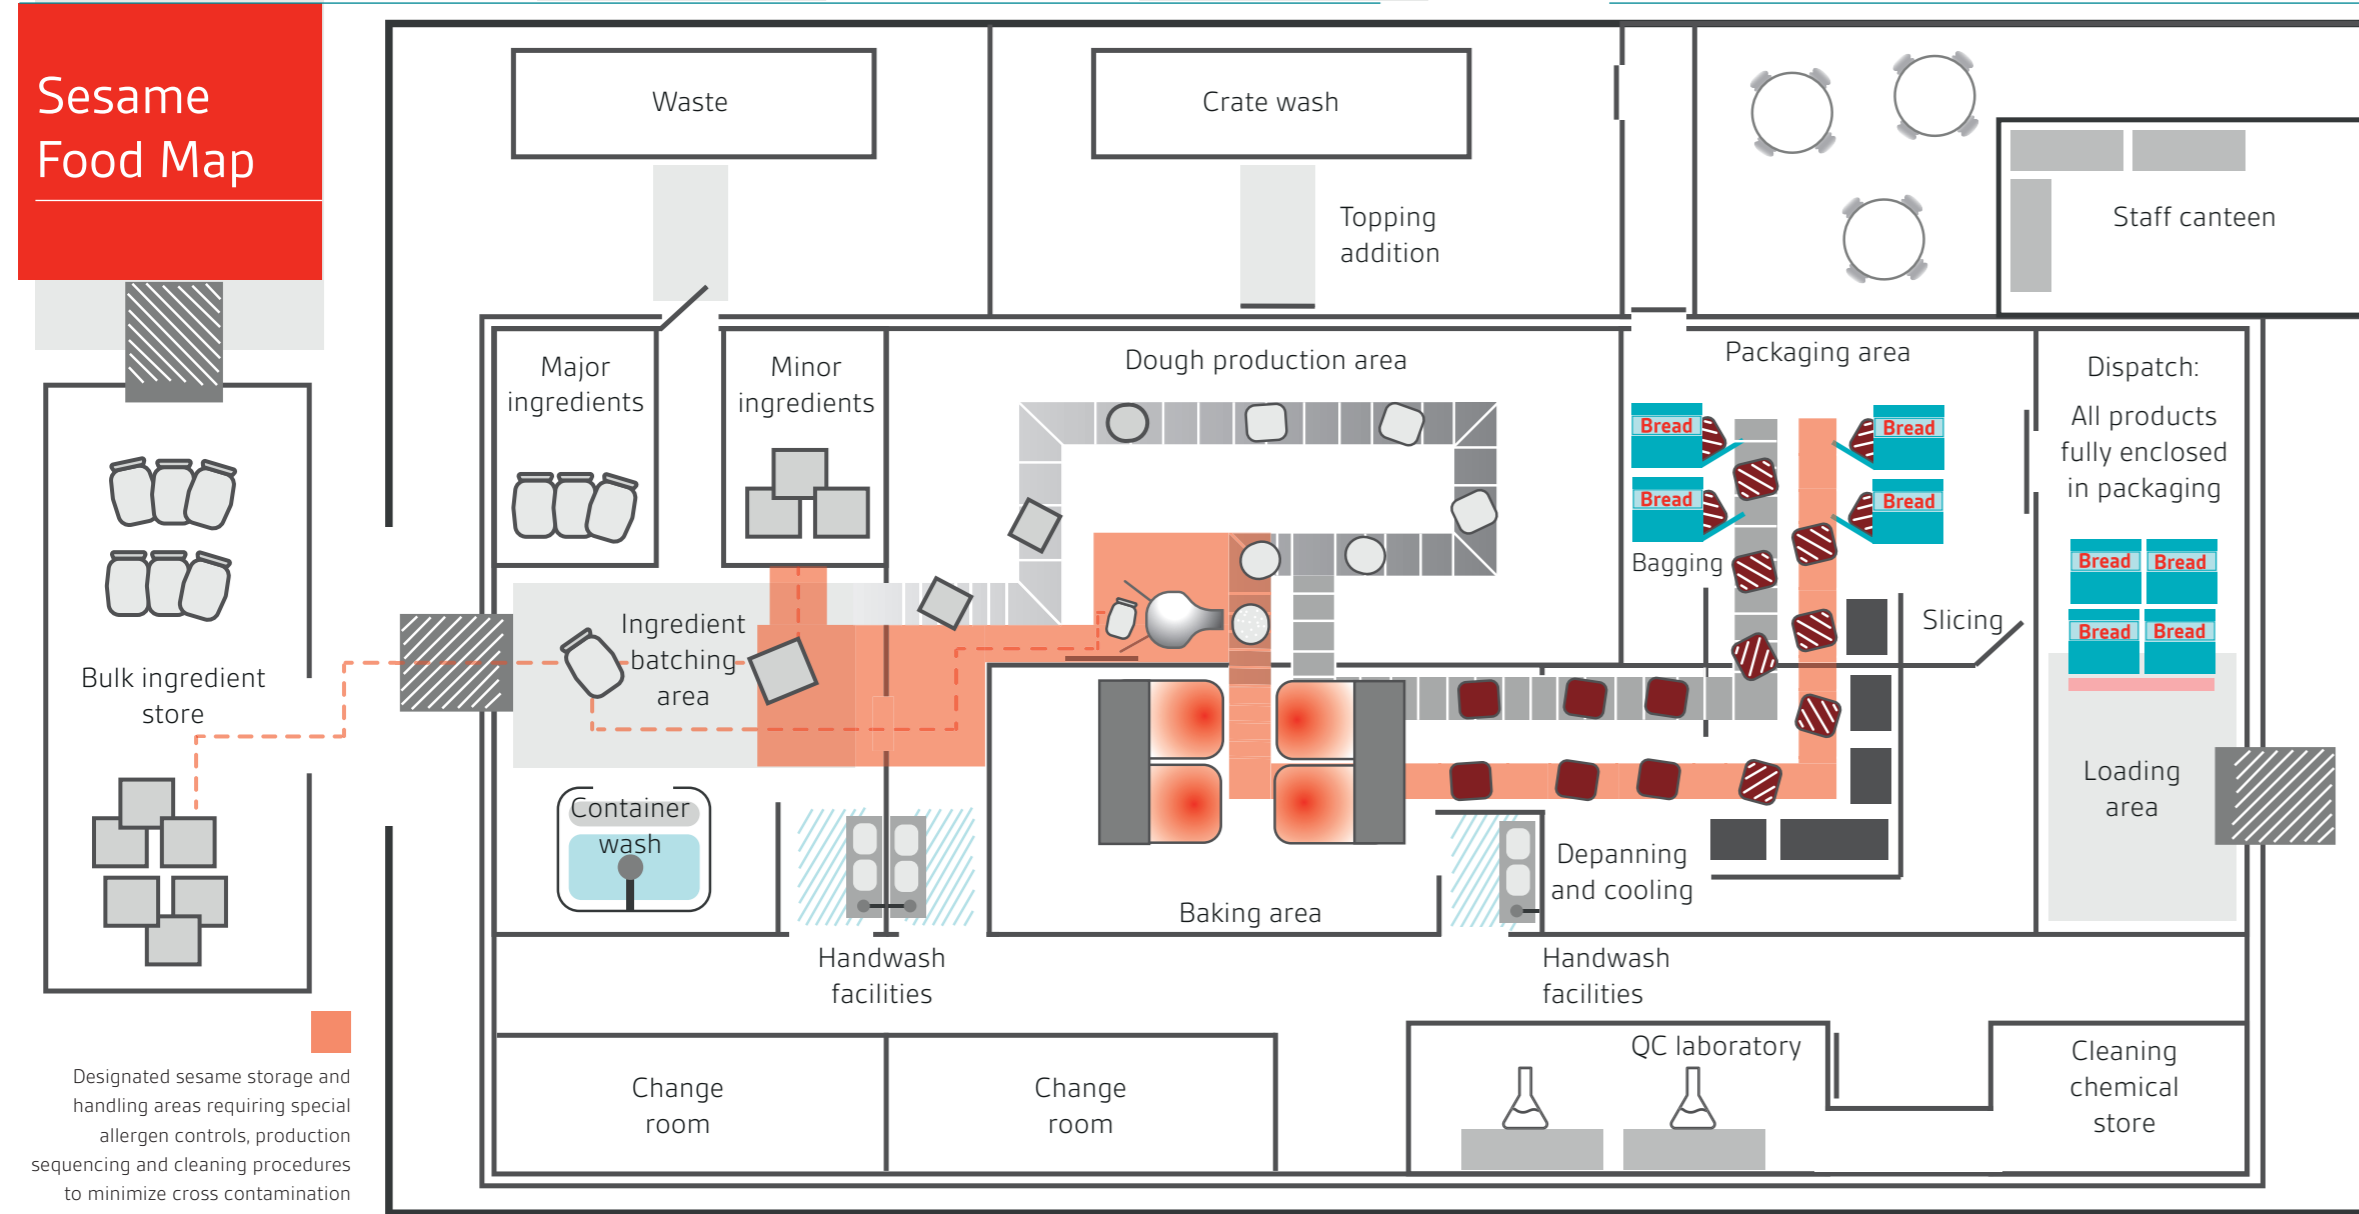 Sesame
Food Map
Waste
Crate wash
Topping
addition
Staff canteen
Major
ingredients
Minor
ingredients
Dough production area
Packaging area
Dispatch:
All products
fully enclosed
in packaging
Bread
Bread
Bread
Bread
Bagging
Slicing
Bread
Bread
Bread
Bread
Bulk ingredient
store
Ingredient
batching
area
Loading
area
Container
wash
Depanning
and cooling
Baking area
Handwash
facilities
Handwash
facilities
Designated sesame storage and
handling areas requiring special
allergen controls, production
sequencing and cleaning procedures
to minimize cross contamination
Change
room
Change
room
QC laboratory
Cleaning
chemical
store